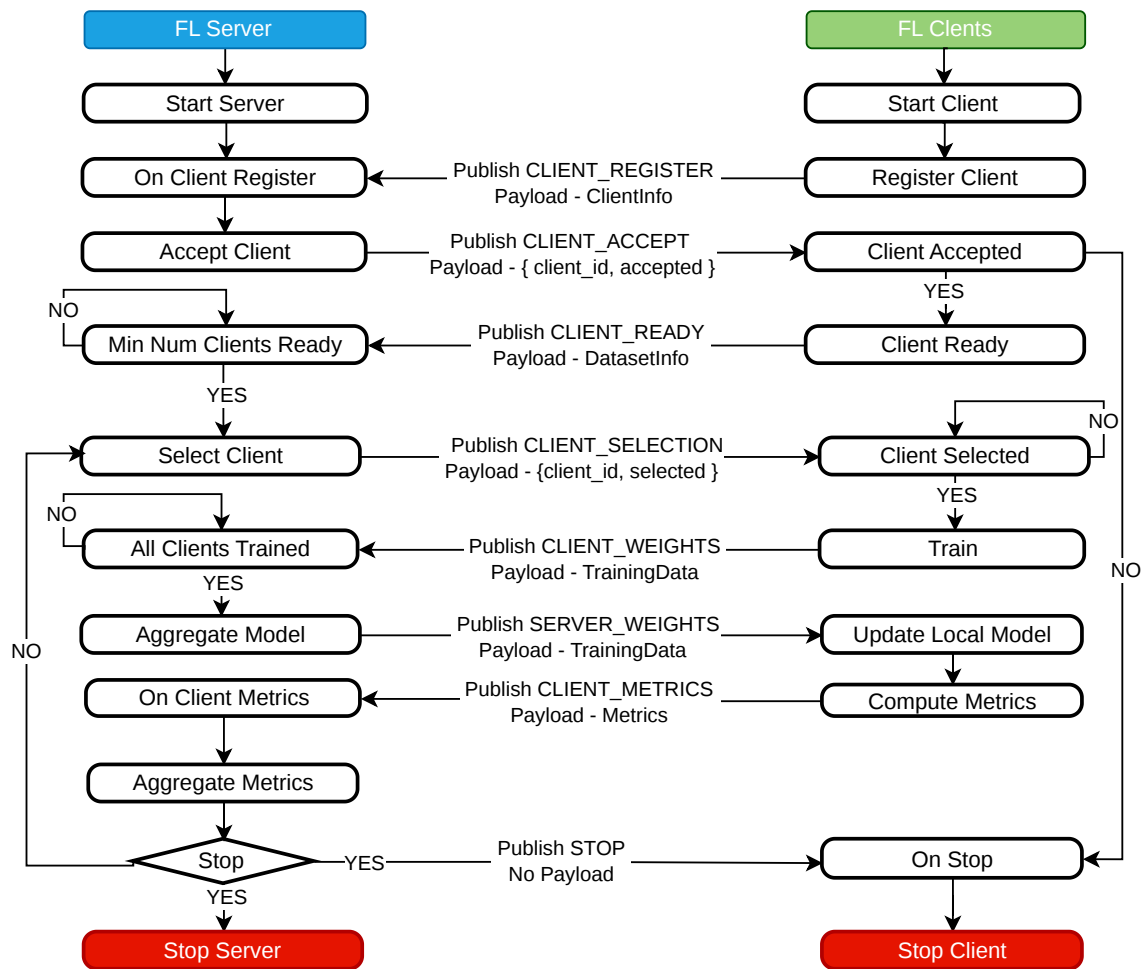 FL Server
FL Clents
Start Server
Start Client
On Client Register
Publish CLIENT_REGISTER
Payload - ClientInfo
Register Client
Accept Client
Publish CLIENT_ACCEPT
Payload - { client_id, accepted }
Client Accepted
YES
NO
Min Num Clients Ready
Publish CLIENT_READY
Payload - DatasetInfo
Client Ready
YES
NO
Select Client
Publish CLIENT_SELECTION
Payload - {client_id, selected }
Client Selected
YES
NO
All Clients Trained
Publish CLIENT_WEIGHTS
Payload - TrainingData
Train
NO
YES
Aggregate Model
Publish SERVER_WEIGHTS
Payload - TrainingData
Update Local Model
NO
On Client Metrics
Publish CLIENT_METRICS
Payload - Metrics
Compute Metrics
Aggregate Metrics
Stop
YES
Publish STOP
No Payload
On Stop
YES
Stop Server
Stop Client